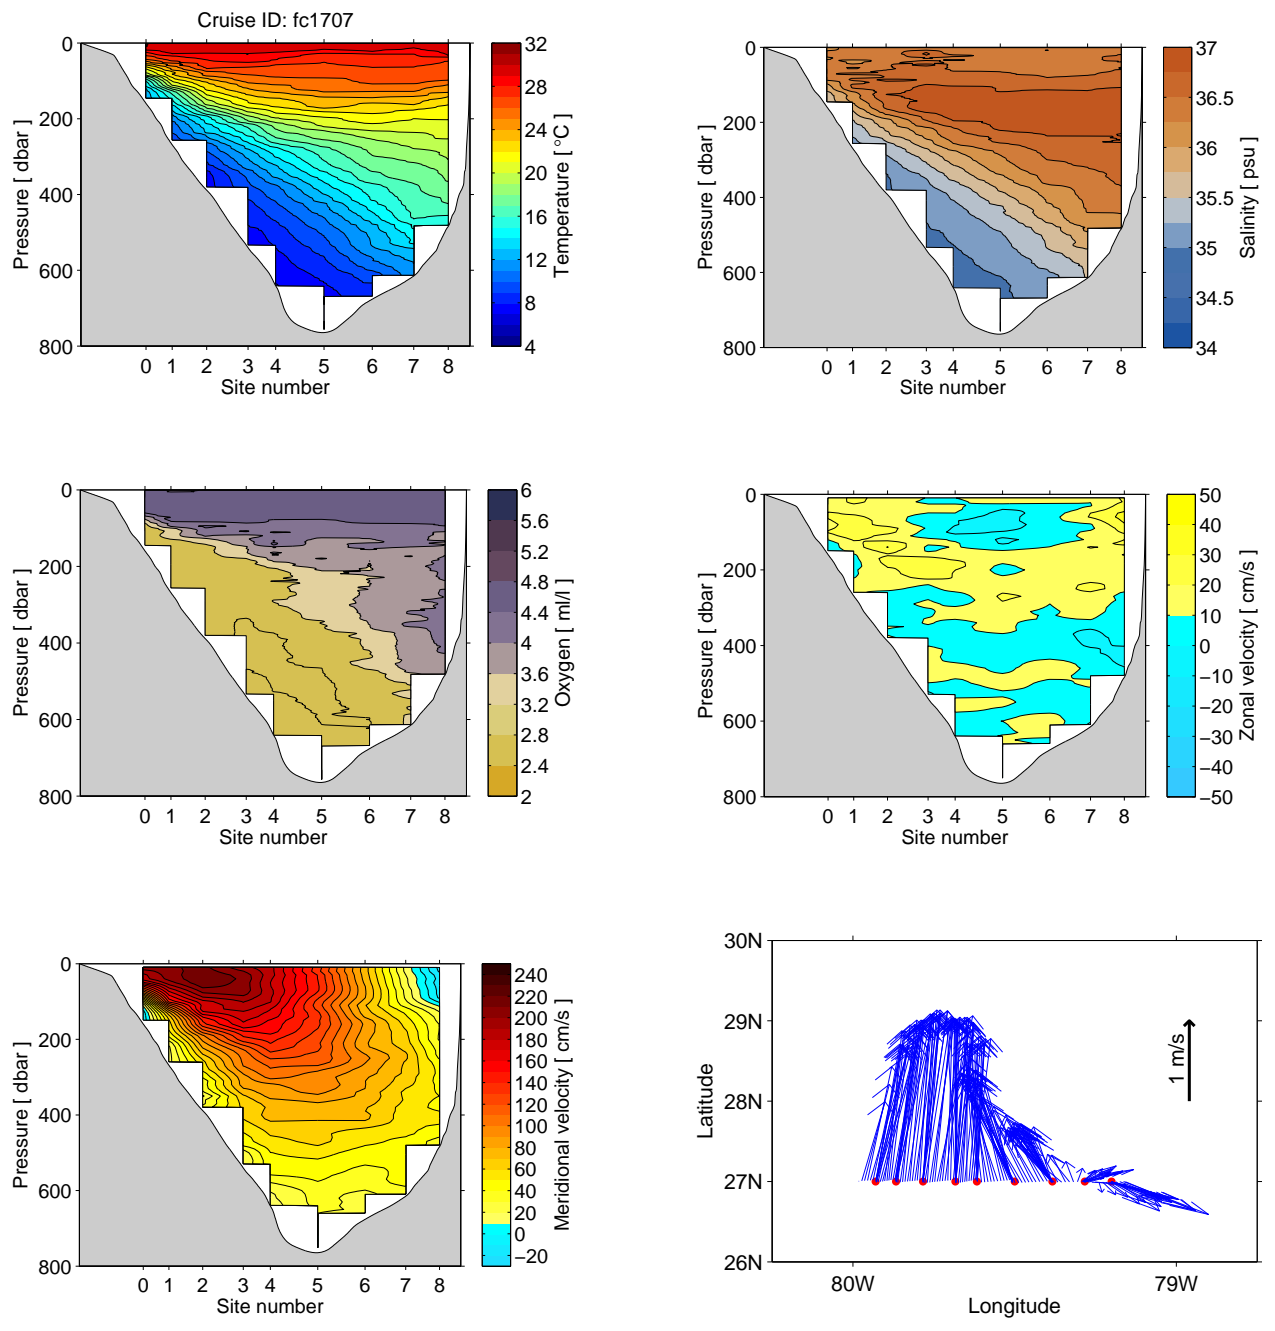 Cruise ID: fc1707
0
200
400
600
800
Pressure [ dbar ]
0 1 2 3 4 5 6 7 8
Site number
32
28
24
20
16
12
8
4
Temperature [ °C ]
0
200
400
600
800
Pressure [ dbar ]
0 1 2 3 4 5 6 7 8
Site number
37
36.5
36
35.5
35
34.5
34
Salinity [ psu ]
0
200
400
600
800
Pressure [ dbar ]
0 1 2 3 4 5 6 7 8
Site number
6
5.6
5.2
4.8
4.4
4
3.6
3.2
2.8
2.4
2
Oxygen [ ml/l ]
0
200
400
600
800
Pressure [ dbar ]
0 1 2 3 4 5 6 7 8
Site number
50
40
30
20
10
0
−10
−20
−30
−40
−50
Zonal velocity [ cm/s ]
0
200
400
600
800
Pressure [ dbar ]
0 1 2 3 4 5 6 7 8
Site number
240
220
200
180
160
140
120
100
80
60
40
20
0
−20
Meridional velocity [ cm/s ]
30N
29N
28N
27N
26N
Latitude
1 m/s
80W 79W
Longitude